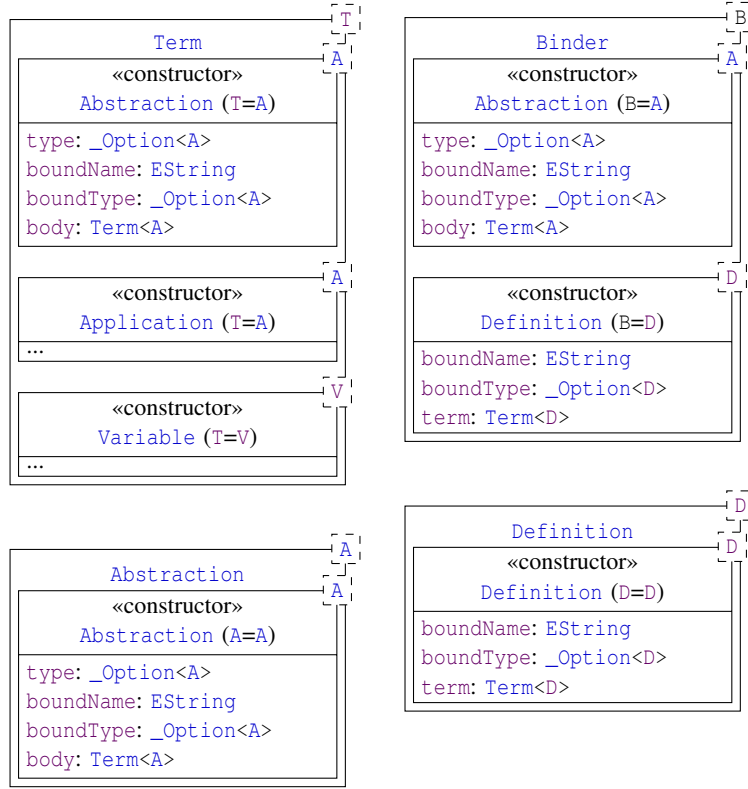 T
Term
A
«constructor»
Abstraction (T=A)
type: _Option<A>
boundName: EString
boundType: _Option<A>
body: Term<A>
A
«constructor»
Application (T=A)
...
V
«constructor»
Variable (T=V)
...
B
Binder
A
«constructor»
Abstraction (B=A)
type: _Option<A>
boundName: EString
boundType: _Option<A>
body: Term<A>
D
«constructor»
Definition (B=D)
boundName: EString
boundType: _Option<D>
term: Term<D>
A
Abstraction
A
«constructor»
Abstraction (A=A)
type: _Option<A>
boundName: EString
boundType: _Option<A>
body: Term<A>
D
Definition
D
«constructor»
Definition (D=D)
boundName: EString
boundType: _Option<D>
term: Term<D>